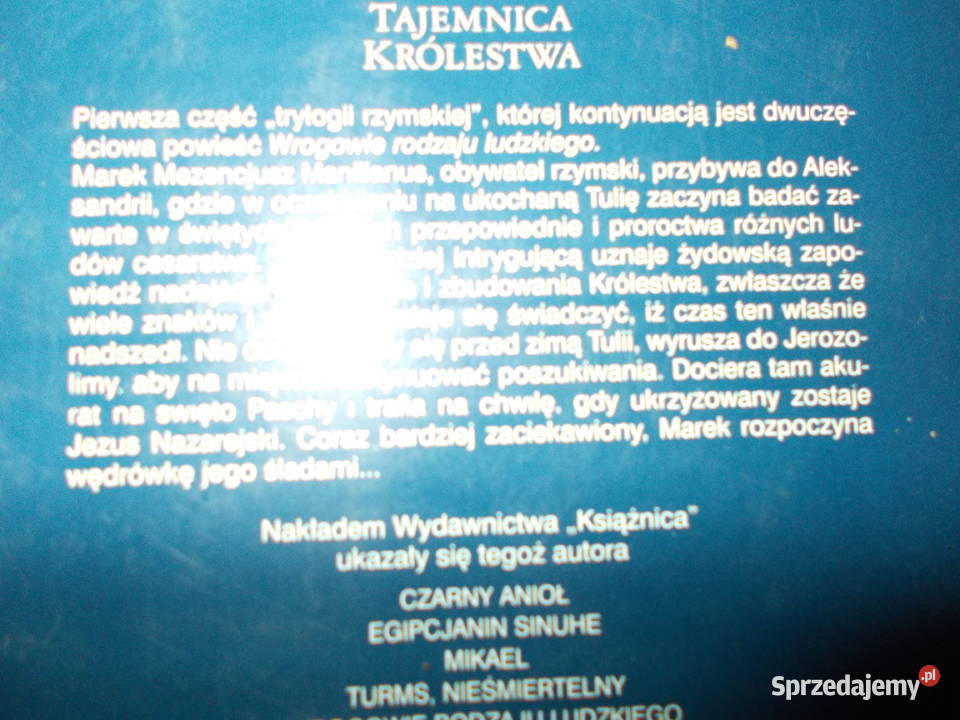 TAJEMNICA
KRÓLESTWA
Pierwsza część „trylogii rzymskiej”, której kontynuacją jest dwuczę-
ściowa powieść Wrogowie rodzaju ludzkiego.
Marek Mezencjusz Manilianus, obywatel rzymski, przybywa do Alek-
sandrii, gdzie w oczekiwaniu na ukochaną Tulię zaczyna badać za-
warte w świętych przepowiednie i proroctwa różnych lu-
dów cesarstwa. intrygującą uznaje żydowską zapo-
wiedź i zbudowania Królestwa, zwłaszcza że
wiele znaków się świadczyć, iż czas ten właśnie
nadszedł. Nie się przed zimą Tulii, wyrusza do Jerozo-
limy, aby na poszukiwania. Dociera tam aku-
rat na święto Paschy i trafia na chwilę, gdy ukrzyżowany zostaje
Jezus Nazarejski. Coraz bardziej zaciekawiony, Marek rozpoczyna
wędrówkę jego śladami...
Nakładem Wydawnictwa „Książnica”
ukazały się tegoż autora
CZARNY ANIOŁ
EGIPCJANIN SINUHE
MIKAEL
TURMS, NIEŚMIERTELNY
WROGOWIE RODZAJU LUDZKIEGO
Sprzedajemy.pl